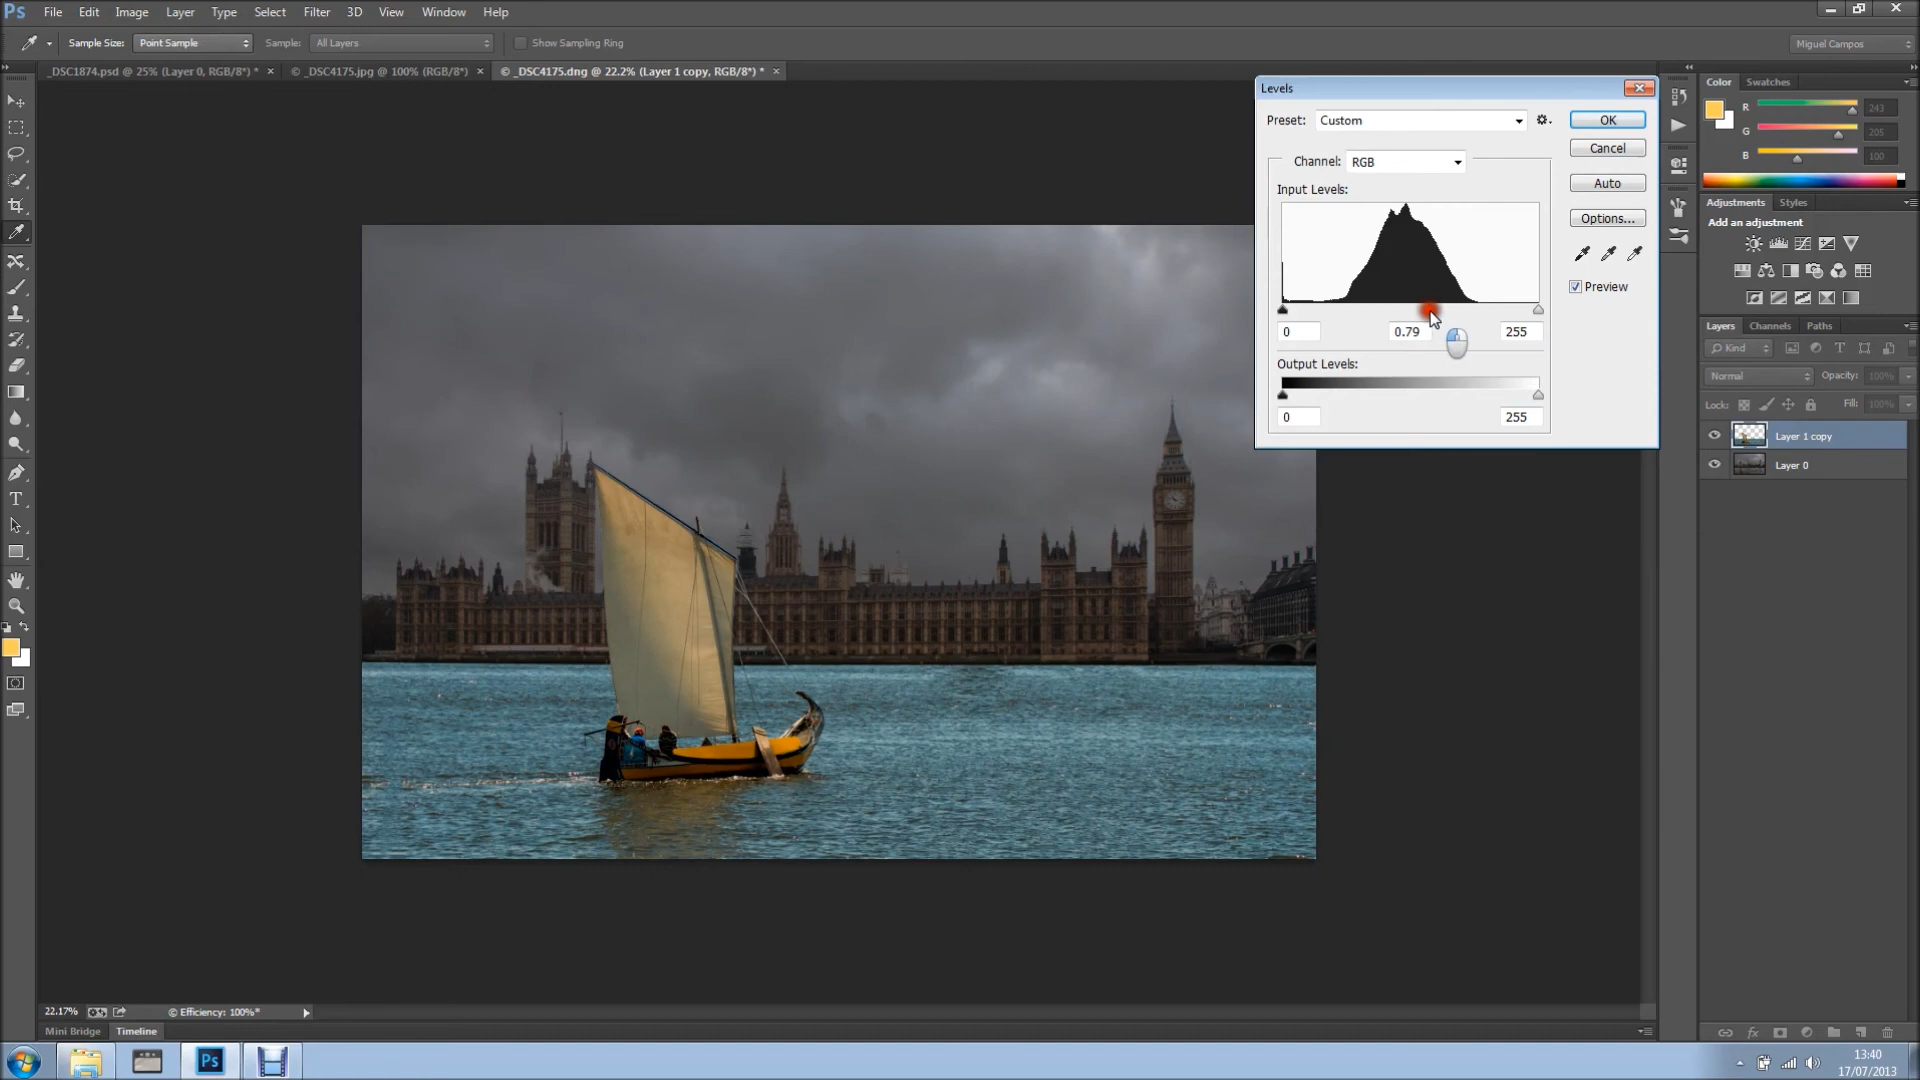 Ps File Edit Image Layer Type Select Filter 3D View Window Help
Sample Size: Point Sample Sample: All Layers Show Sampling Ring Miguel Campos
_DSC1874.psd @ 25% (Layer 0, RGB/8*) * × © _DSC4175.jpg @ 100% (RGB/8*) × © _DSC4175.dng @ 22.2% (Layer 1 copy, RGB/8*) * ×
Levels
Preset: Custom OK
Cancel
Channel: RGB
Auto
Input Levels:
Options...
Preview
0 0.79 255
Output Levels:
0 255
Color Swatches
R 243
G 205
B 100
Adjustments Styles
Add an adjustment
Layers Channels Paths
Kind
Normal Opacity: 100%
Lock: Fill: 100%
Layer 1 copy
Layer 0
22.17% © Efficiency: 100%*
Mini Bridge Timeline
Ps
13:40
17/07/2013